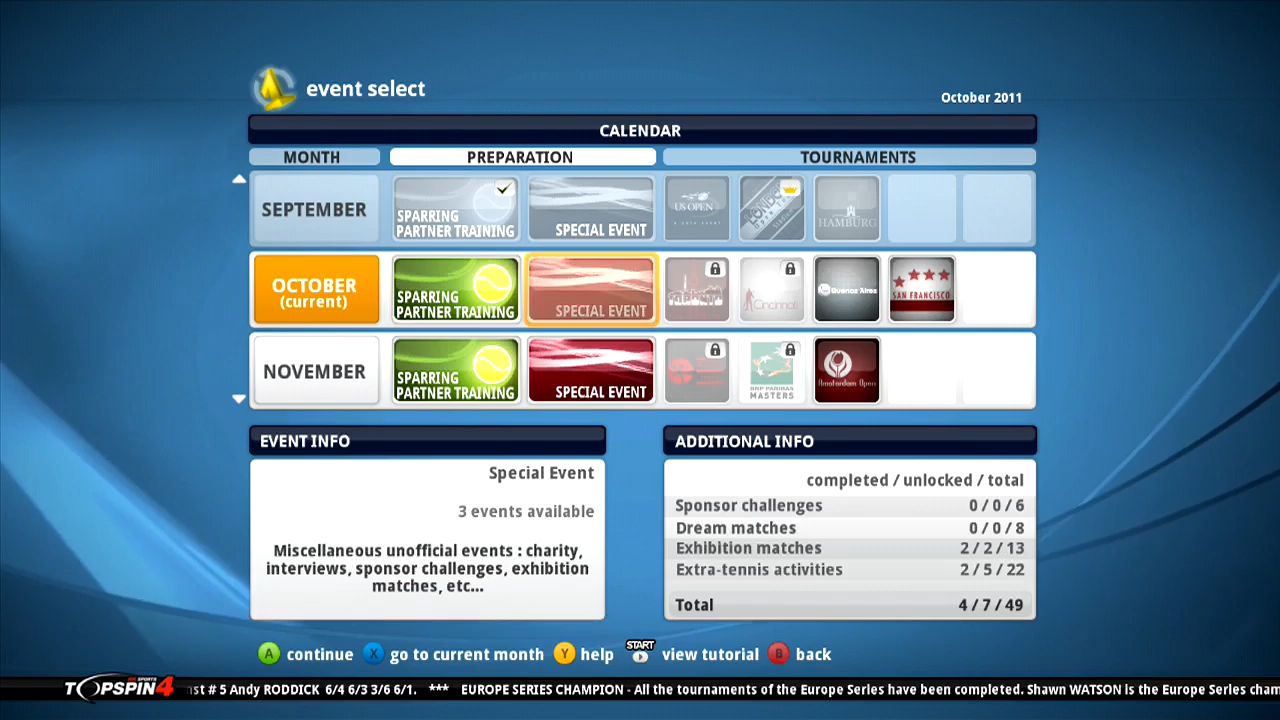 event select
October 2011
CALENDAR
MONTH PREPARATION TOURNAMENTS
SEPTEMBER
SPARRING
PARTNER TRAINING
SPECIAL EVENT
US OPEN
HAMBURG
OCTOBER
(current)
SPARRING
PARTNER TRAINING
SPECIAL EVENT
Cincinnati
Buenos Aires
SAN FRANCISCO
NOVEMBER
SPARRING
PARTNER TRAINING
SPECIAL EVENT
BNP PARIBAS
MASTERS
Amsterdam Open
EVENT INFO
Special Event
3 events available
Miscellaneous unofficial events : charity,
interviews, sponsor challenges, exhibition
matches, etc...
ADDITIONAL INFO
completed / unlocked / total
Sponsor challenges 0 / 0 / 6
Dream matches 0 / 0 / 8
Exhibition matches 2 / 2 / 13
Extra-tennis activities 2 / 5 / 22
Total 4 / 7 / 49
A continue X go to current month Y help START view tutorial B back
TOPSPIN 4 nst # 5 Andy RODDICK 6/4 6/3 3/6 6/1. *** EUROPE SERIES CHAMPION - All the tournaments of the Europe Series have been completed. Shawn WATSON is the Europe Series cham